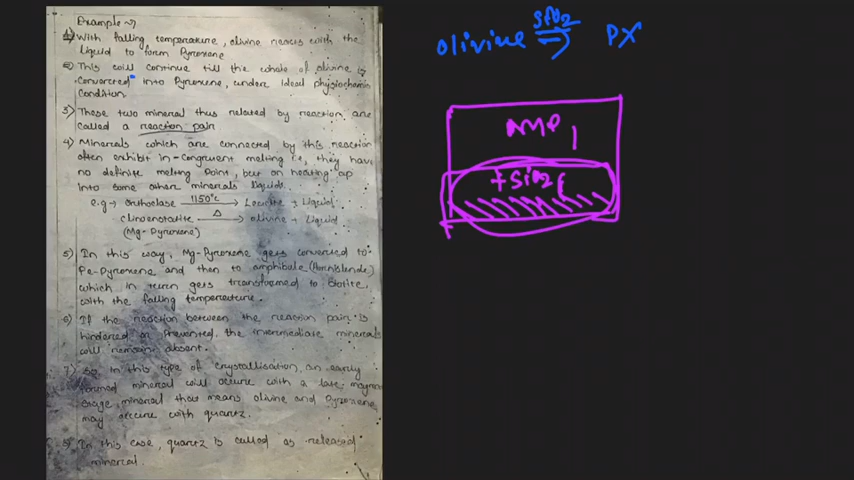 Example ~>
1) With falling temperature, olivine reacts with the
liquid to form Pyroxene
2) This will continue till the whole of olivine is
converted into Pyroxene, under Ideal physiochemic
condition
3) These two mineral thus related by reaction are
called a reaction pair
4) Minerals which are connected by this reaction
often exhibit in-congruent melting i.e, they have
no definite melting Point, but on heating up
into some other minerals liquids.
e.g → Orthoclase 1150°c → Leucite + Liquid
Clinoenstatite Δ → olivine + Liquid
(Mg-Pyroxene)
5) In this way, Mg-Pyroxene gets converted to
Fe-Pyroxene and then to amphibule (Hornblende)
which in turn gets transformed to Biotite
with the falling temperature.
6) If the reaction between the reaction pair is
hindered or Prevented, the intermediate mineral
will remain absent.
7) So in this type of crystallisation, an early
formed mineral will occure with a late magma
stage mineral that means olivine and Pyroxene
may occure with quartz.
8) In this case, quartz is called as released
mineral.
olivine SiO2 ⇌ PX
AMP
+ SiO2